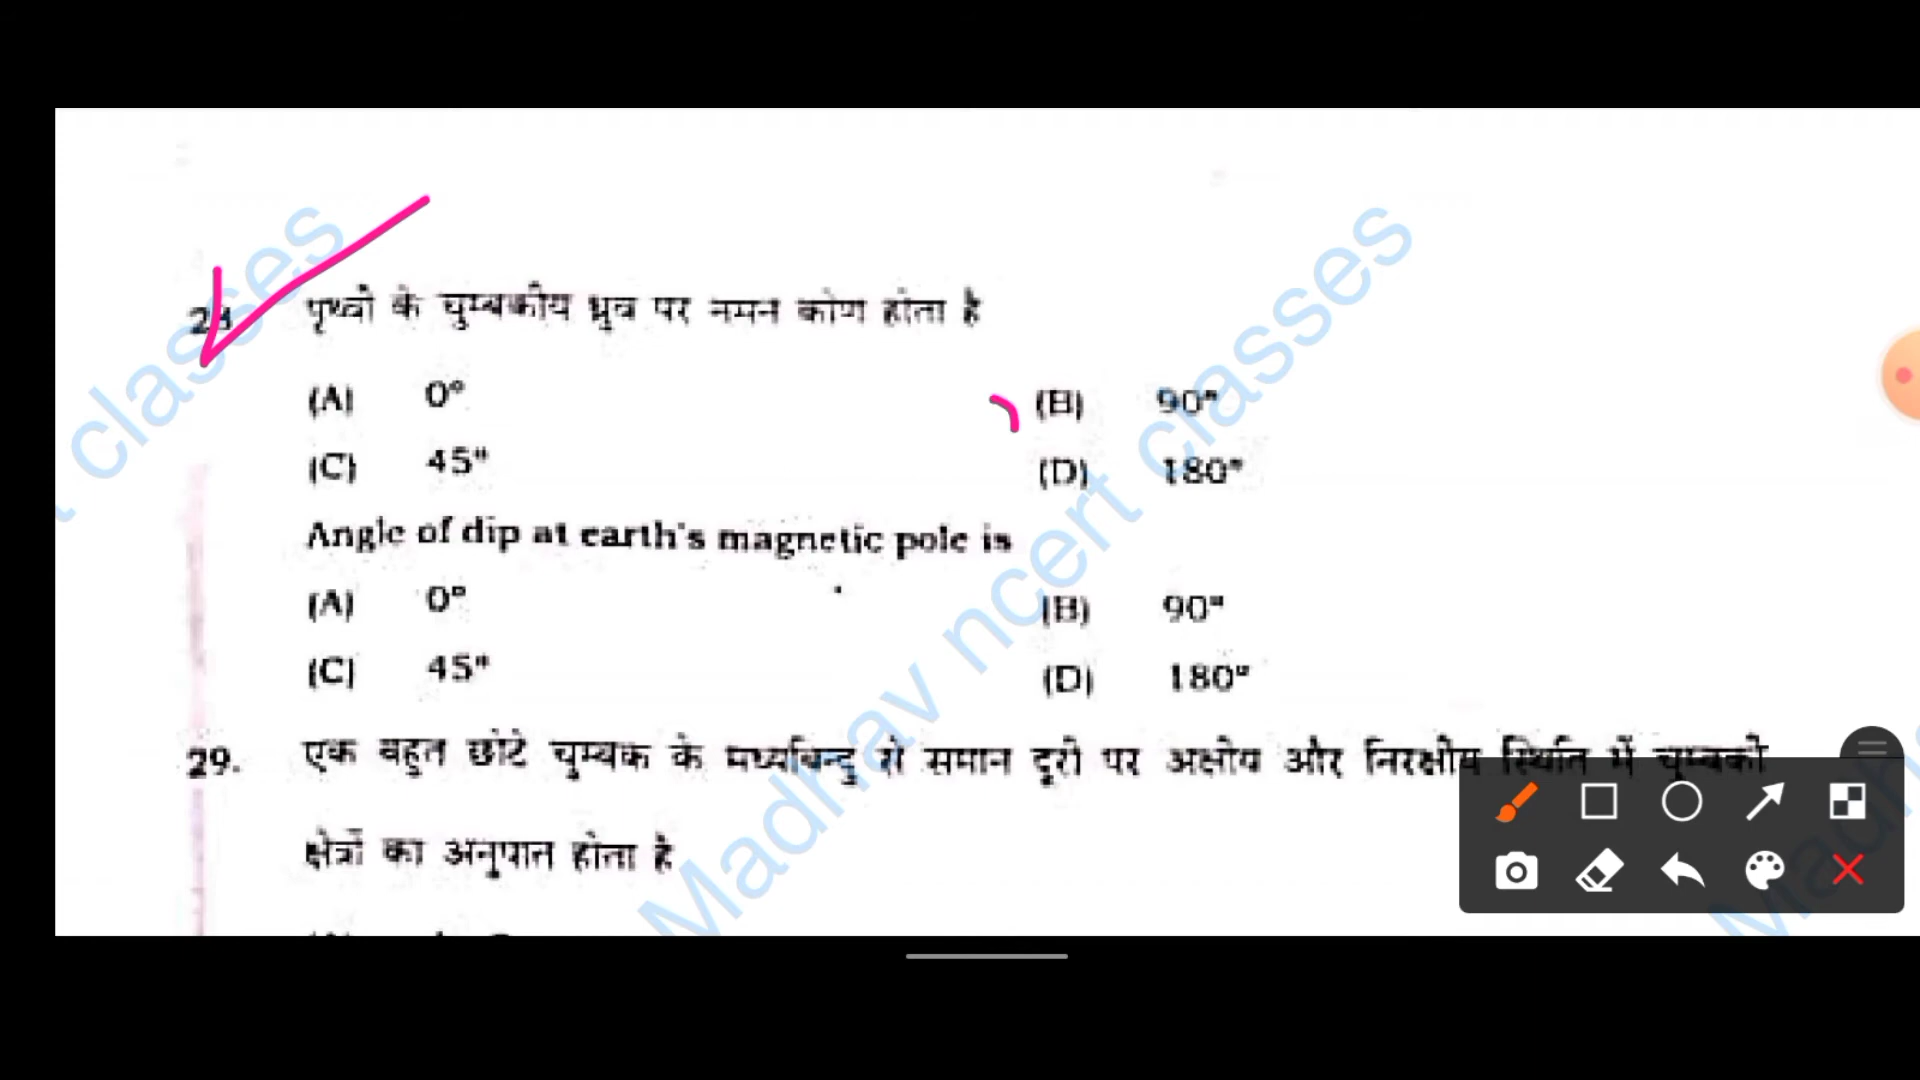 28. पृथ्वी के चुम्बकीय ध्रुव पर नमन कोण होता है
(A) 0° (B) 90°
(C) 45° (D) 180°
Angle of dip at earth's magnetic pole is
(A) 0° (B) 90°
(C) 45° (D) 180°
29. एक बहुत छोटे चुम्बक के मध्यबिन्दु से समान दूरी पर अक्षीय और निरक्षीय स्थिति में चुम्बकीय
क्षेत्रों का अनुपात होता है
t classes
Madhav ncert classes
Madha